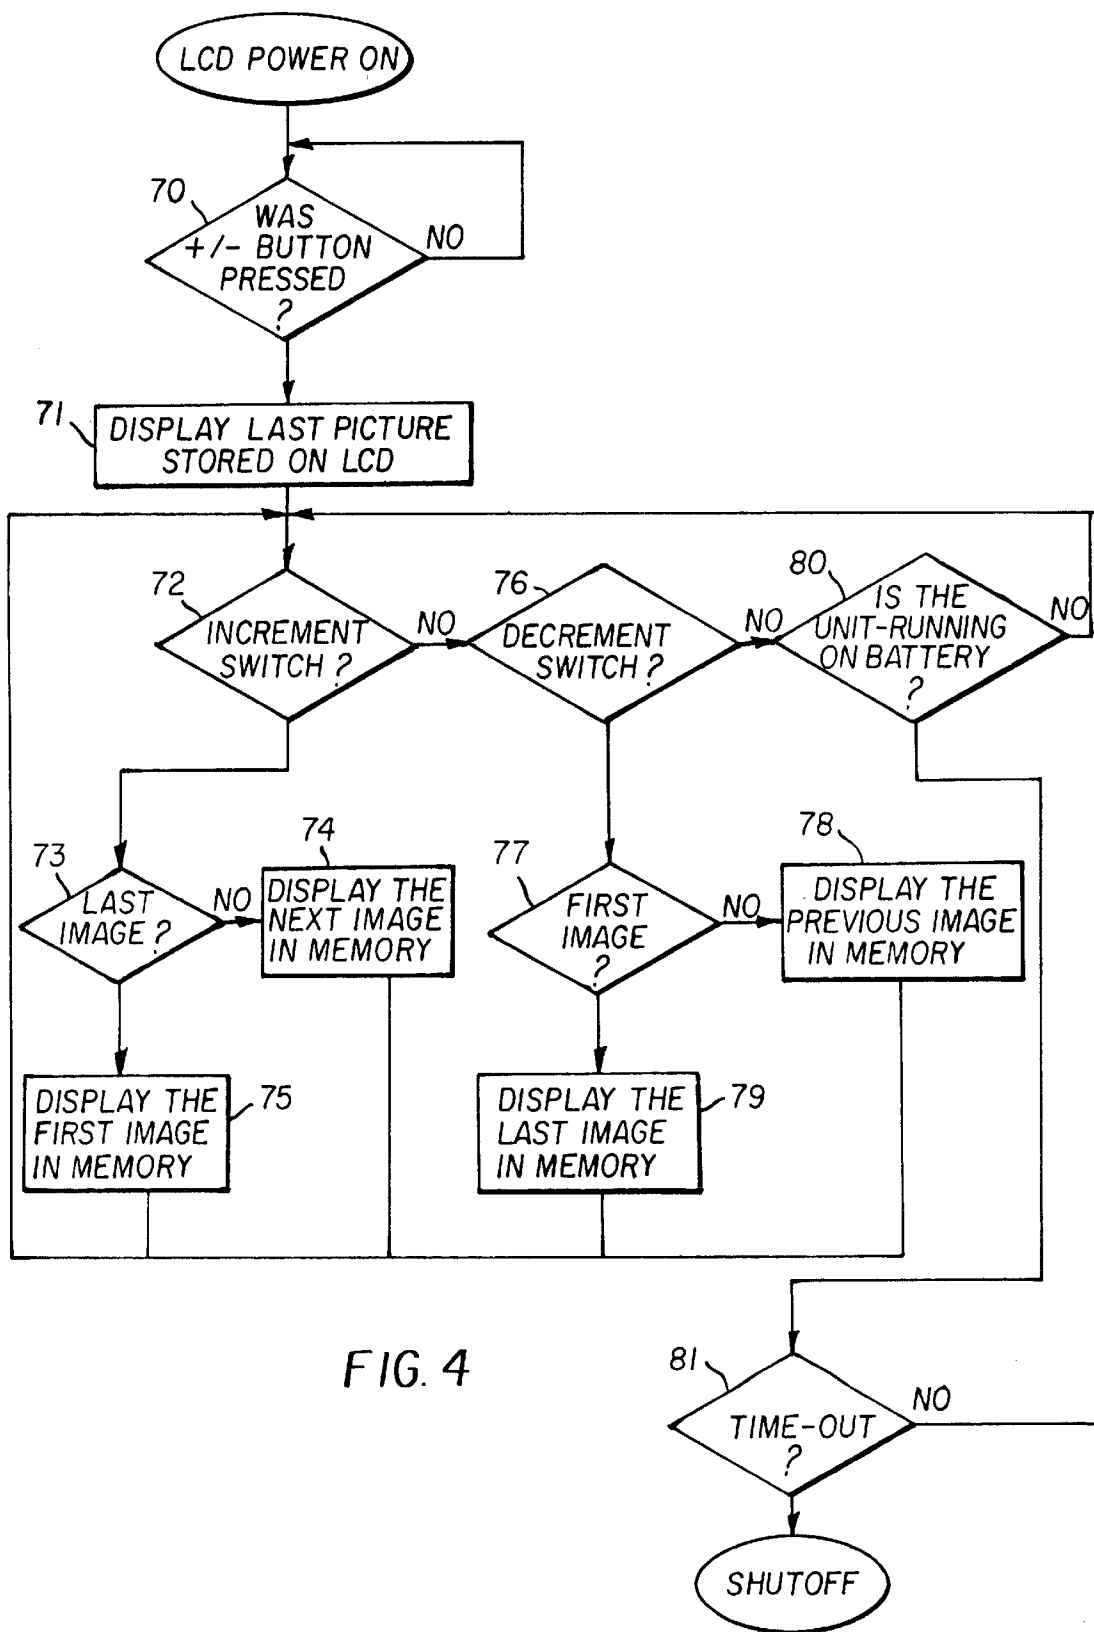 LCD POWER ON
70
WAS
+/- BUTTON
PRESSED
?
NO
71
DISPLAY LAST PICTURE
STORED ON LCD
72
INCREMENT
SWITCH ?
NO
76
DECREMENT
SWITCH ?
NO
80
IS THE
UNIT-RUNNING
ON BATTERY
?
NO
73
LAST
IMAGE ?
NO
74
DISPLAY THE
NEXT IMAGE
IN MEMORY
77
FIRST
IMAGE
?
NO
78
DISPLAY THE
PREVIOUS IMAGE
IN MEMORY
DISPLAY THE
FIRST IMAGE
IN MEMORY
75
DISPLAY THE
LAST IMAGE
IN MEMORY
79
FIG. 4
81
TIME-OUT
?
NO
SHUTOFF